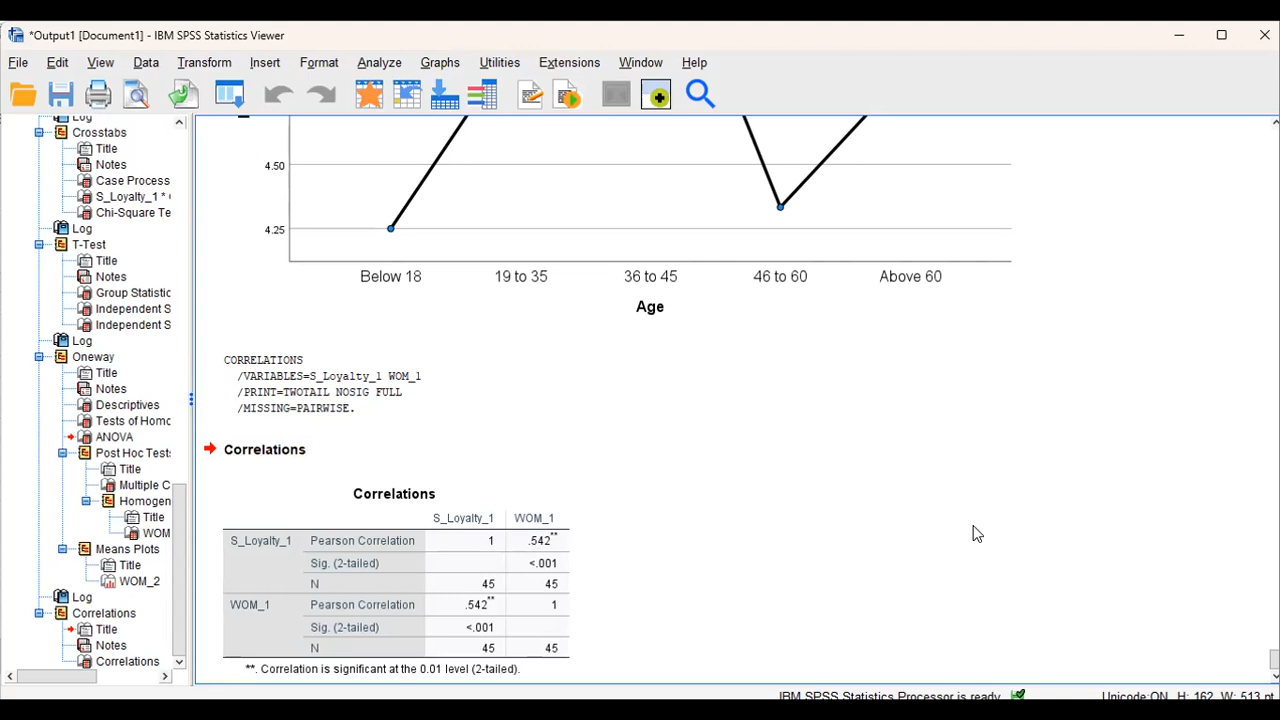 *Output1 [Document1] - IBM SPSS Statistics Viewer
File Edit View Data Transform Insert Format Analyze Graphs Utilities Extensions Window Help
Log
Crosstabs
Title
Notes
Case Process
S_Loyalty_1 *
Chi-Square Te
Log
T-Test
Title
Notes
Group Statistic
Independent S
Independent S
Log
Oneway
Title
Notes
Descriptives
Tests of Homo
ANOVA
Post Hoc Tests
Title
Multiple C
Homogen
Title
WOM
Means Plots
Title
WOM_2
Log
Correlations
Title
Notes
Correlations
4.50
4.25
Below 18 19 to 35 36 to 45 46 to 60 Above 60
Age
CORRELATIONS
/VARIABLES=S_Loyalty_1 WOM_1
/PRINT=TWOTAIL NOSIG FULL
/MISSING=PAIRWISE.
Correlations
Correlations
S_Loyalty_1 WOM_1
S_Loyalty_1 Pearson Correlation 1 .542**
Sig. (2-tailed) <.001
N 45 45
WOM_1 Pearson Correlation .542** 1
Sig. (2-tailed) <.001
N 45 45
**. Correlation is significant at the 0.01 level (2-tailed).
IBM SPSS Statistics Processor is ready Unicode:ON H: 162, W: 513 pt